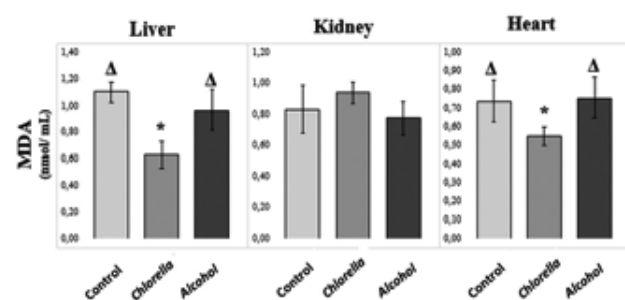 Liver
Kidney
Heart
MDA
(nmol/ mL)
1,40
1,20
1,00
0,80
0,60
0,40
0,20
0,00
Δ
*
Δ
Control
Chlorella
Alcohol
1,20
1,00
0,80
0,60
0,40
0,20
0,00
Control
Chlorella
Alcohol
1,00
0,90
0,80
0,70
0,60
0,50
0,40
0,30
0,20
0,10
0,00
Δ
*
Δ
Control
Chlorella
Alcohol